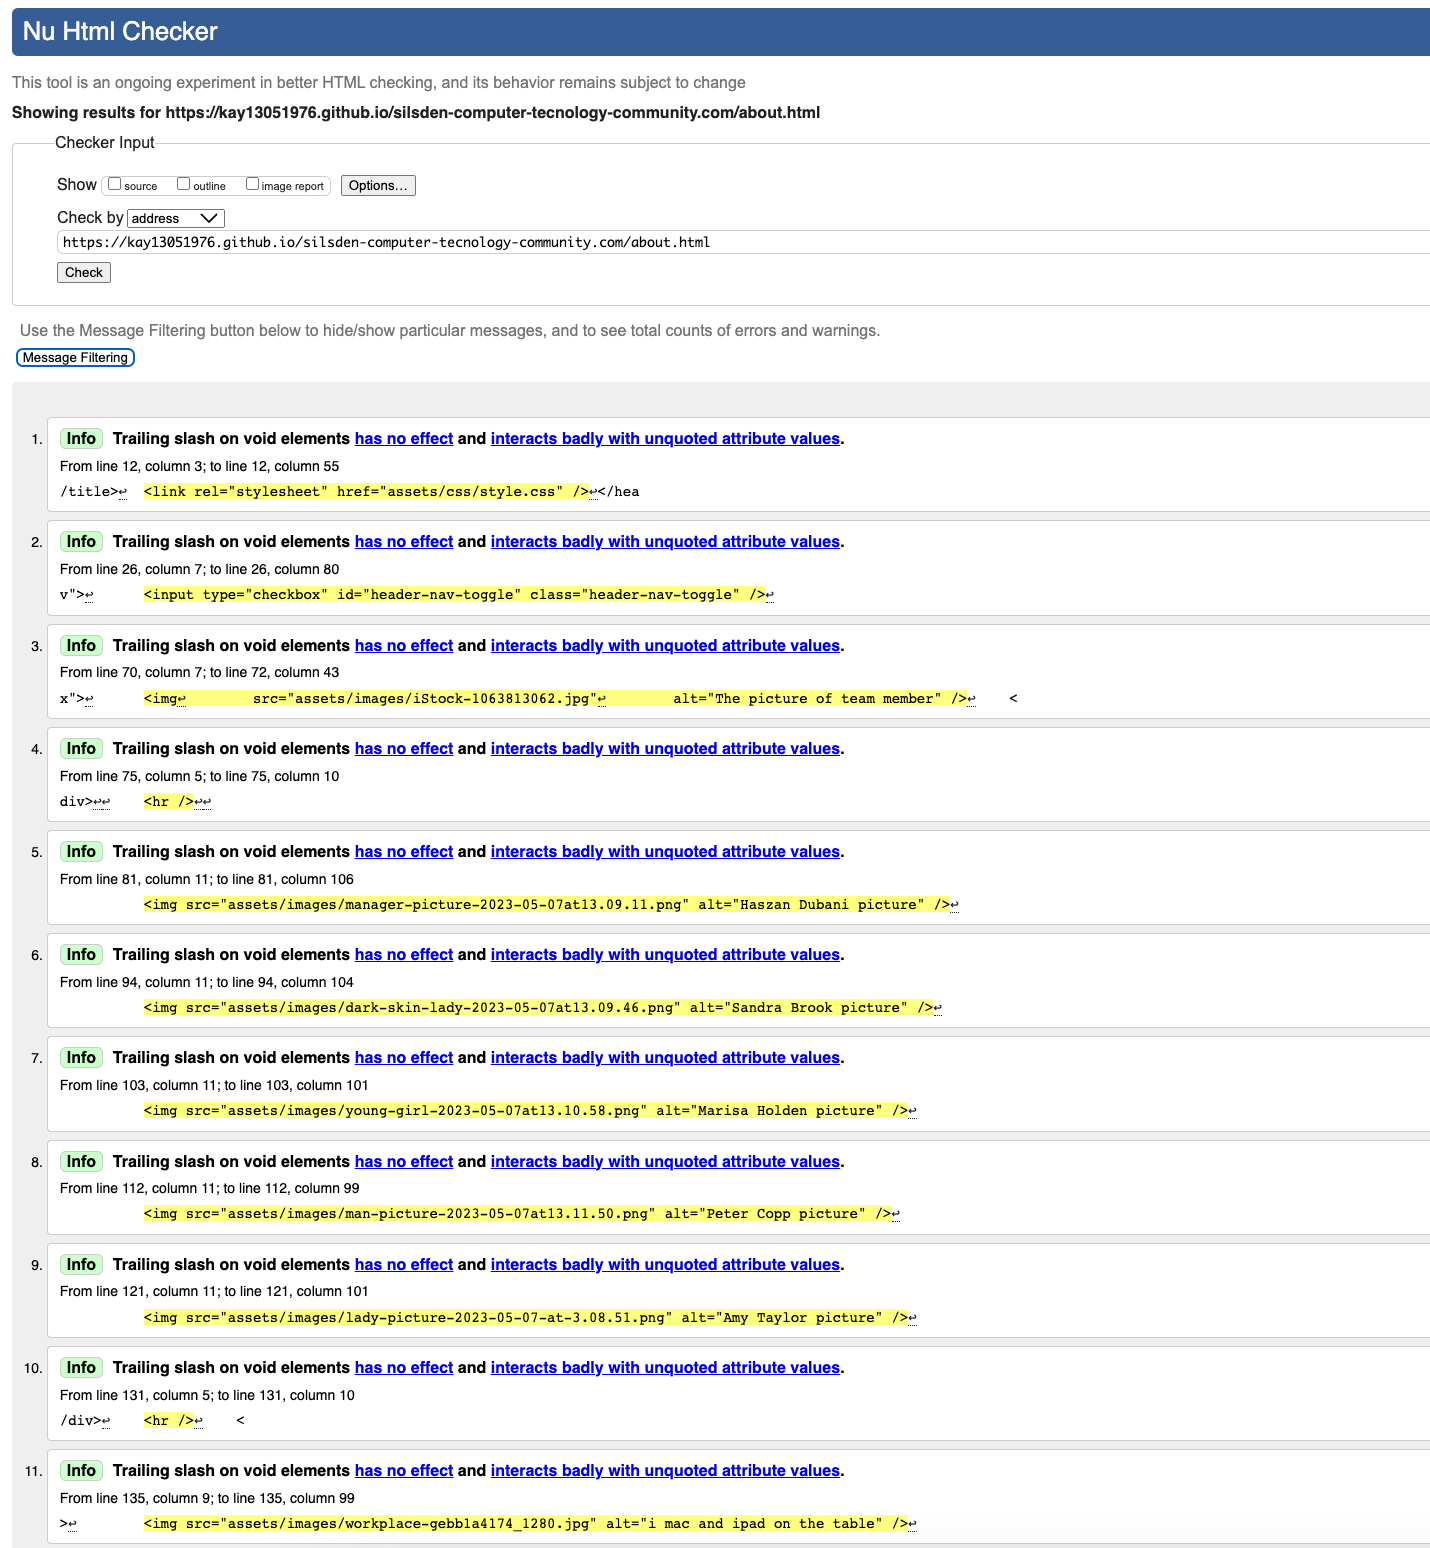 Nu Html Checker
This tool is an ongoing experiment in better HTML checking, and its behavior remains subject to change
Showing results for https://kay13051976.github.io/silsden-computer-tecnology-community.com/about.html
Checker Input
Show source outline image report Options...
Check by address
https://kay13051976.github.io/silsden-computer-tecnology-community.com/about.html
Check
Use the Message Filtering button below to hide/show particular messages, and to see total counts of errors and warnings.
Message Filtering
1. Info Trailing slash on void elements has no effect and interacts badly with unquoted attribute values.
From line 12, column 3; to line 12, column 55
/title>↩ <link rel="stylesheet" href="assets/css/style.css" />↩</hea
2. Info Trailing slash on void elements has no effect and interacts badly with unquoted attribute values.
From line 26, column 7; to line 26, column 80
v">↩ <input type="checkbox" id="header-nav-toggle" class="header-nav-toggle" />↩
3. Info Trailing slash on void elements has no effect and interacts badly with unquoted attribute values.
From line 70, column 7; to line 72, column 43
x">↩ <img↩ src="assets/images/iStock-1063813062.jpg"↩ alt="The picture of team member" />↩ <
4. Info Trailing slash on void elements has no effect and interacts badly with unquoted attribute values.
From line 75, column 5; to line 75, column 10
div>↩↩ <hr />↩↩
5. Info Trailing slash on void elements has no effect and interacts badly with unquoted attribute values.
From line 81, column 11; to line 81, column 106
<img src="assets/images/manager-picture-2023-05-07at13.09.11.png" alt="Haszan Dubani picture" />↩
6. Info Trailing slash on void elements has no effect and interacts badly with unquoted attribute values.
From line 94, column 11; to line 94, column 104
<img src="assets/images/dark-skin-lady-2023-05-07at13.09.46.png" alt="Sandra Brook picture" />↩
7. Info Trailing slash on void elements has no effect and interacts badly with unquoted attribute values.
From line 103, column 11; to line 103, column 101
<img src="assets/images/young-girl-2023-05-07at13.10.58.png" alt="Marisa Holden picture" />↩
8. Info Trailing slash on void elements has no effect and interacts badly with unquoted attribute values.
From line 112, column 11; to line 112, column 99
<img src="assets/images/man-picture-2023-05-07at13.11.50.png" alt="Peter Copp picture" />↩
9. Info Trailing slash on void elements has no effect and interacts badly with unquoted attribute values.
From line 121, column 11; to line 121, column 101
<img src="assets/images/lady-picture-2023-05-07-at-3.08.51.png" alt="Amy Taylor picture" />↩
10. Info Trailing slash on void elements has no effect and interacts badly with unquoted attribute values.
From line 131, column 5; to line 131, column 10
/div>↩ <hr />↩ <
11. Info Trailing slash on void elements has no effect and interacts badly with unquoted attribute values.
From line 135, column 9; to line 135, column 99
>↩ <img src="assets/images/workplace-gebb1a4174_1280.jpg" alt="i mac and ipad on the table" />↩